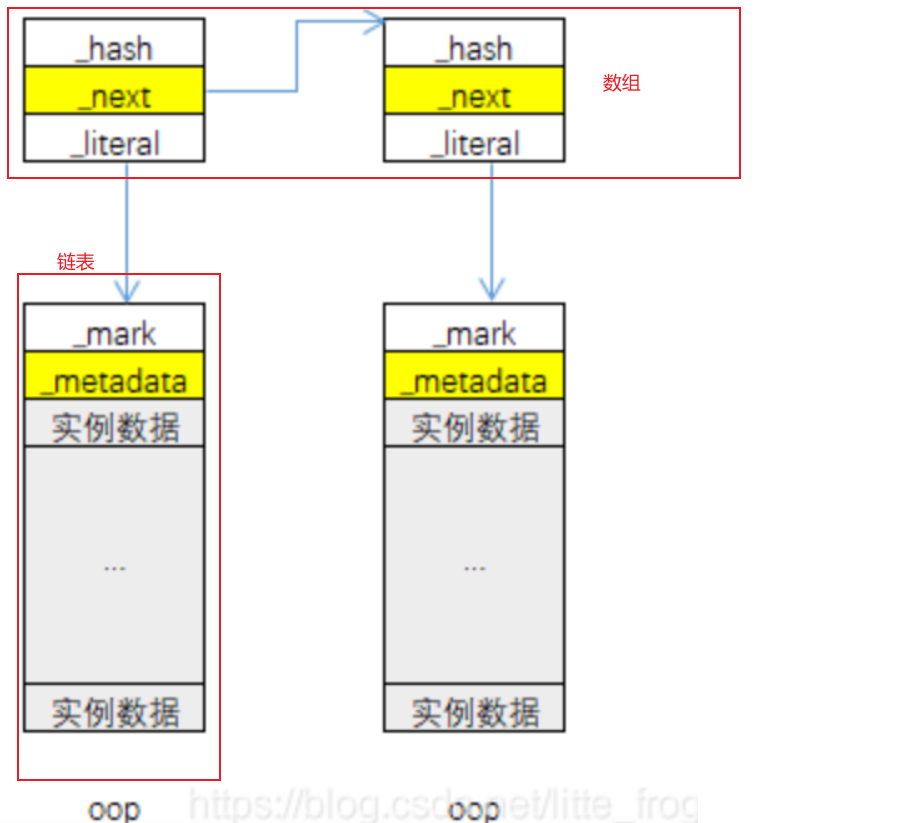 _hash
_hash
_next
_next
数组
_literal
_literal
链表
_mark
_mark
_metadata
_metadata
实例数据
实例数据
...
...
实例数据
实例数据
oop
oop
https://blog.csdn.net/litte_frog